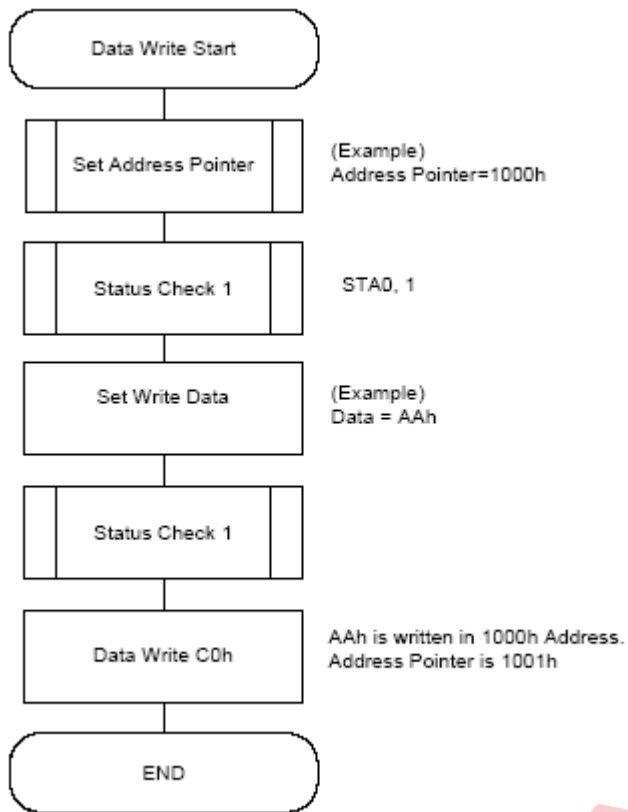 Data Write Start
Set Address Pointer
(Example)
Address Pointer=1000h
Status Check 1
STA0, 1
Set Write Data
(Example)
Data = AAh
Status Check 1
Data Write C0h
AAh is written in 1000h Address.
Address Pointer is 1001h
END